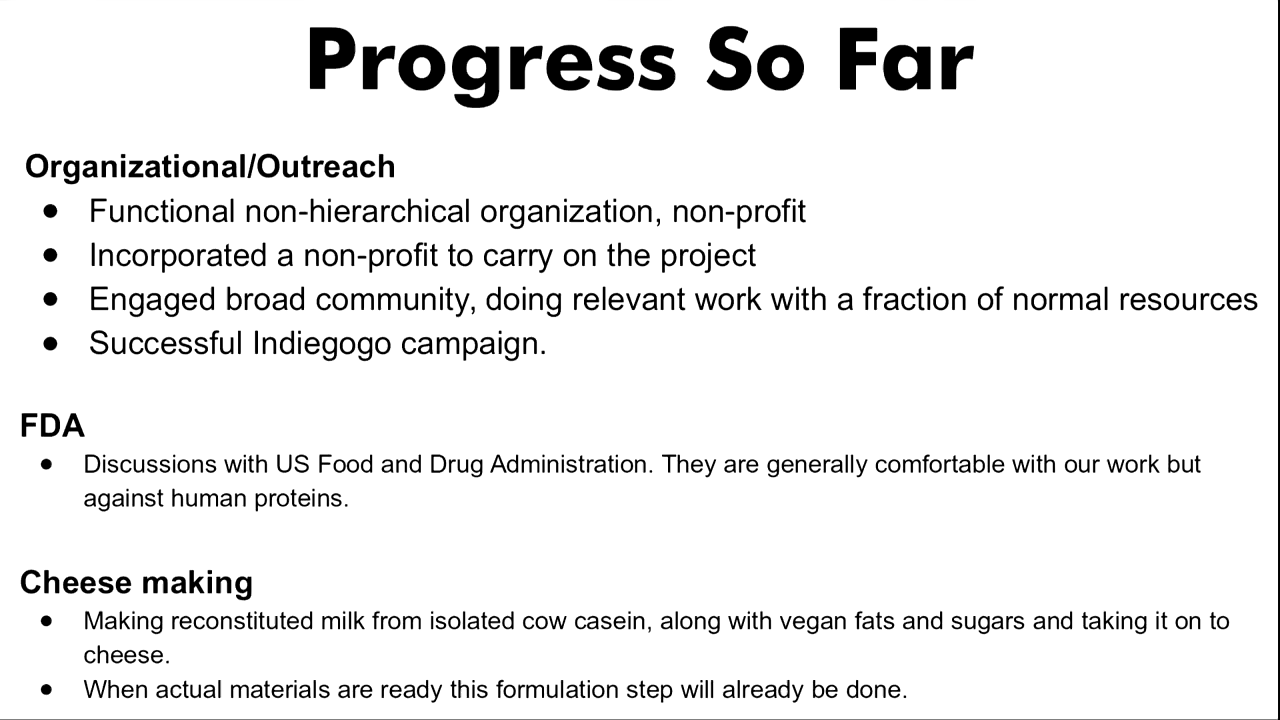 Progress So Far
Organizational/Outreach
● Functional non-hierarchical organization, non-profit
● Incorporated a non-profit to carry on the project
● Engaged broad community, doing relevant work with a fraction of normal resources
● Successful Indiegogo campaign.
FDA
● Discussions with US Food and Drug Administration. They are generally comfortable with our work but
against human proteins.
Cheese making
● Making reconstituted milk from isolated cow casein, along with vegan fats and sugars and taking it on to
cheese.
● When actual materials are ready this formulation step will already be done.